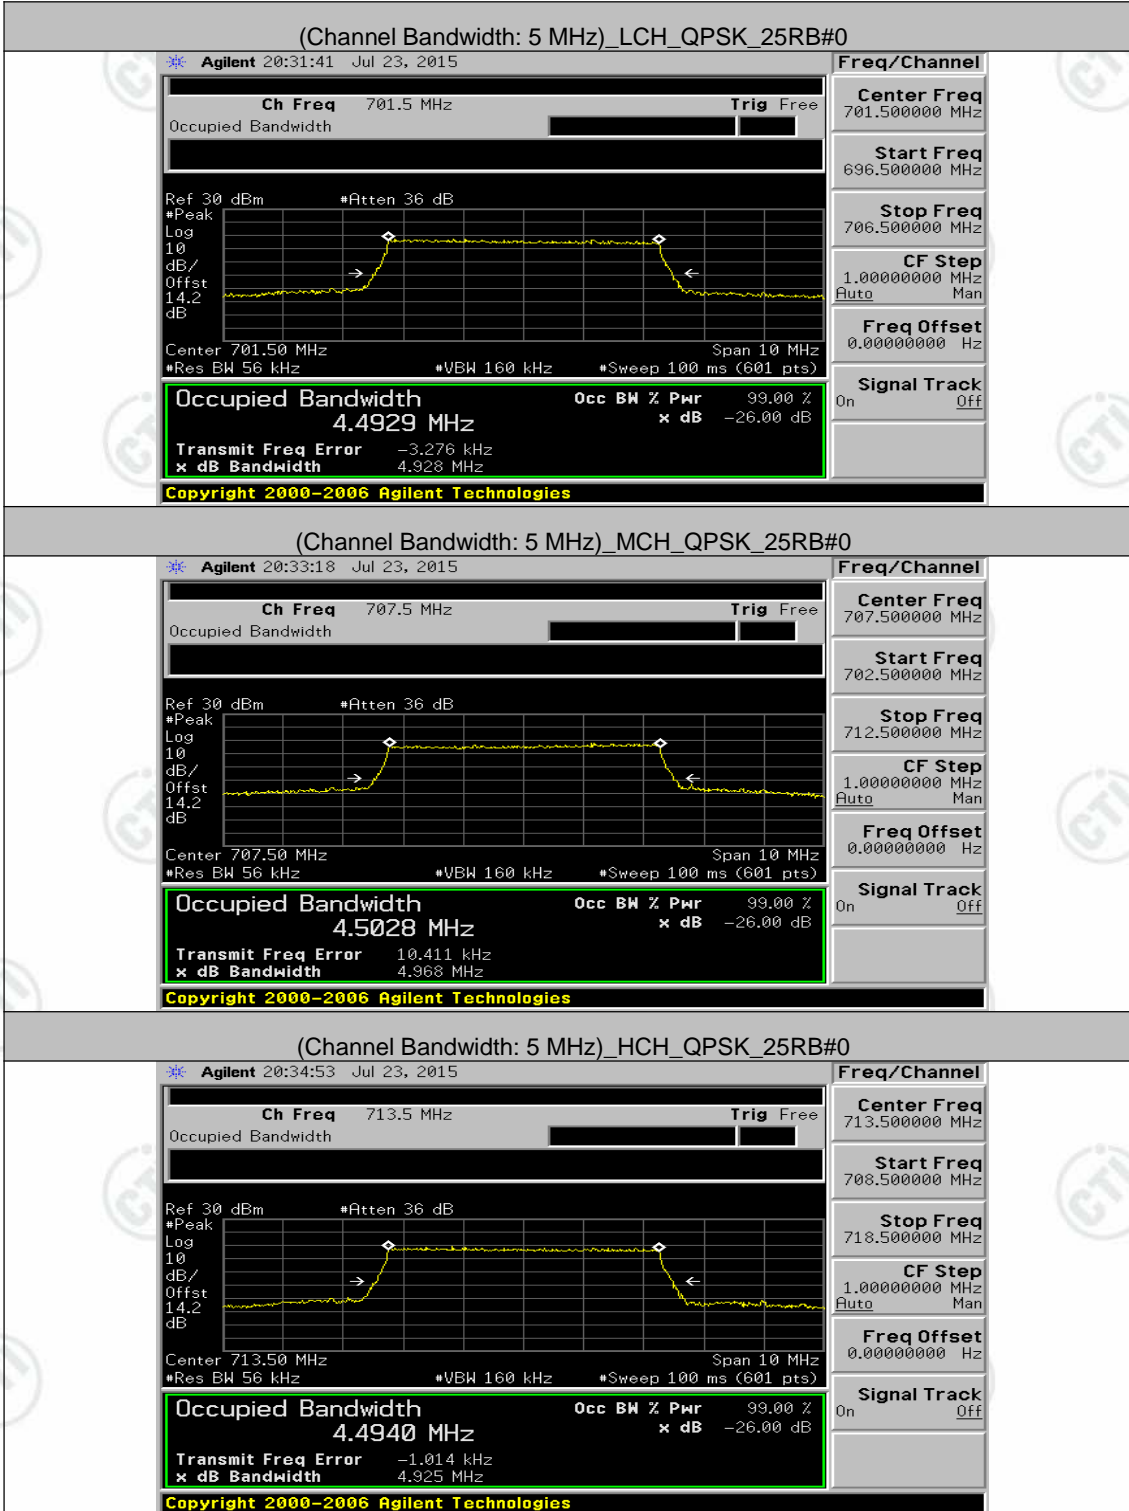 (Channel Bandwidth: 5 MHz)_LCH_QPSK_25RB#0
Agilent 20:31:41 Jul 23, 2015
Freq/Channel
Ch Freq 701.5 MHz Trig Free
Occupied Bandwidth
Center Freq
701.500000 MHz
Start Freq
696.500000 MHz
Stop Freq
706.500000 MHz
CF Step
1.00000000 MHz
Auto Man
Freq Offset
0.00000000 Hz
Signal Track
On Off
Ref 30 dBm #Atten 36 dB
#Peak
Log
10
dB/
Offst
14.2
dB
Center 701.50 MHz Span 10 MHz
#Res BW 56 kHz #VBW 160 kHz #Sweep 100 ms (601 pts)
Occupied Bandwidth Occ BW % Pwr 99.00 %
4.4929 MHz x dB -26.00 dB
Transmit Freq Error -3.276 kHz
x dB Bandwidth 4.928 MHz
Copyright 2000-2006 Agilent Technologies
(Channel Bandwidth: 5 MHz)_MCH_QPSK_25RB#0
Agilent 20:33:18 Jul 23, 2015
Freq/Channel
Ch Freq 707.5 MHz Trig Free
Occupied Bandwidth
Center Freq
707.500000 MHz
Start Freq
702.500000 MHz
Stop Freq
712.500000 MHz
CF Step
1.00000000 MHz
Auto Man
Freq Offset
0.00000000 Hz
Signal Track
On Off
Ref 30 dBm #Atten 36 dB
#Peak
Log
10
dB/
Offst
14.2
dB
Center 707.50 MHz Span 10 MHz
#Res BW 56 kHz #VBW 160 kHz #Sweep 100 ms (601 pts)
Occupied Bandwidth Occ BW % Pwr 99.00 %
4.5028 MHz x dB -26.00 dB
Transmit Freq Error 10.411 kHz
x dB Bandwidth 4.968 MHz
Copyright 2000-2006 Agilent Technologies
(Channel Bandwidth: 5 MHz)_HCH_QPSK_25RB#0
Agilent 20:34:53 Jul 23, 2015
Freq/Channel
Ch Freq 713.5 MHz Trig Free
Occupied Bandwidth
Center Freq
713.500000 MHz
Start Freq
708.500000 MHz
Stop Freq
718.500000 MHz
CF Step
1.00000000 MHz
Auto Man
Freq Offset
0.00000000 Hz
Signal Track
On Off
Ref 30 dBm #Atten 36 dB
#Peak
Log
10
dB/
Offst
14.2
dB
Center 713.50 MHz Span 10 MHz
#Res BW 56 kHz #VBW 160 kHz #Sweep 100 ms (601 pts)
Occupied Bandwidth Occ BW % Pwr 99.00 %
4.4940 MHz x dB -26.00 dB
Transmit Freq Error -1.014 kHz
x dB Bandwidth 4.925 MHz
Copyright 2000-2006 Agilent Technologies